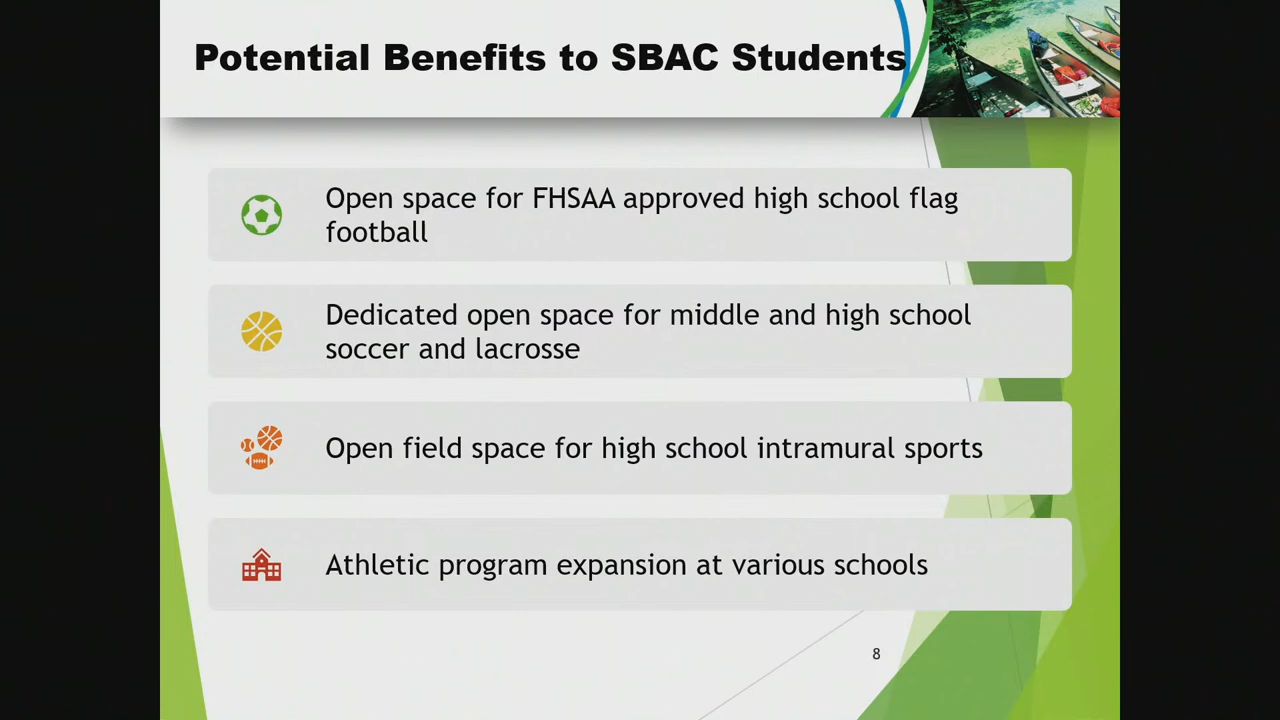 Potential Benefits to SBAC Students
Open space for FHSAA approved high school flag
football
Dedicated open space for middle and high school
soccer and lacrosse
Open field space for high school intramural sports
Athletic program expansion at various schools
8